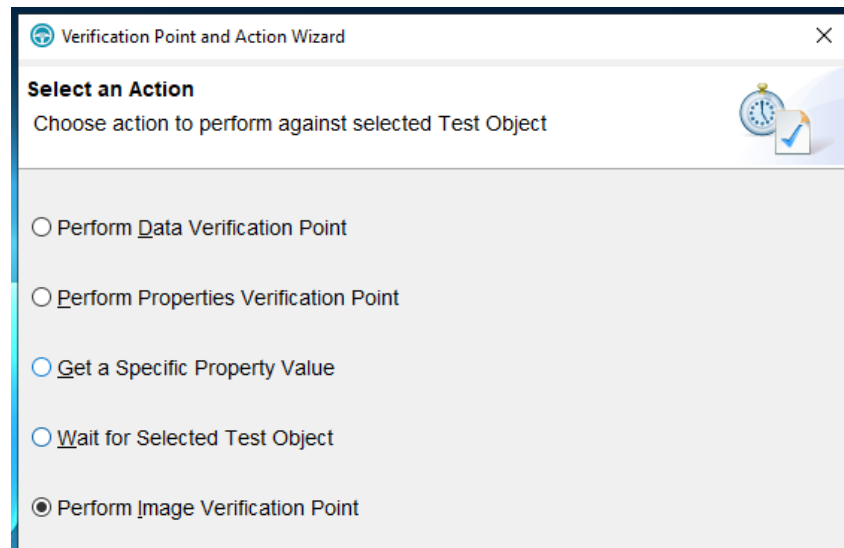 Verification Point and Action Wizard
Select an Action
Choose action to perform against selected Test Object
Perform Data Verification Point
Perform Properties Verification Point
Get a Specific Property Value
Wait for Selected Test Object
Perform Image Verification Point